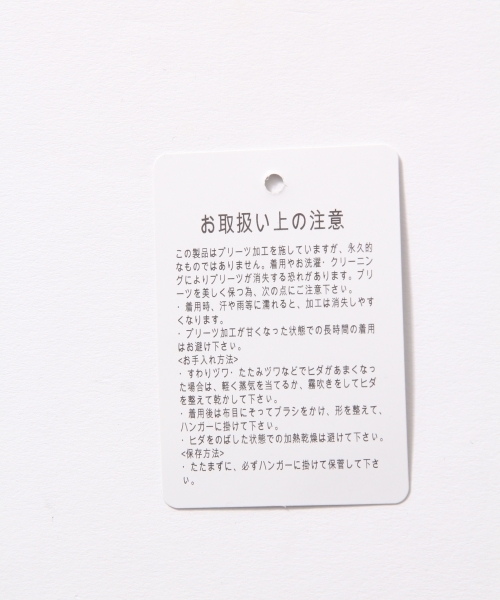 お取扱い上の注意
この製品はプリーツ加工を施していますが、永久的
なものではありません。着用やお洗濯・クリーニン
グによりプリーツが消失する恐れがあります。プリ
ーツを美しく保つ為、次の点にご注意下さい。
・着用時、汗や雨等に濡れると、加工は消失しやす
くなります。
・プリーツ加工が甘くなった状態での長時間の着用
はお避け下さい。
<お手入れ方法>
・すわりヅワ・たたみヅワなどでヒダがあまくなっ
た場合は、軽く蒸気を当てるか、霧吹きをしてヒダ
を整えて乾かして下さい。
・着用後は布目にそってブラシをかけ、形を整えて、
ハンガーに掛けて下さい。
・ヒダをのばした状態での加熱乾燥は避けて下さい。
<保存方法>
・たたまずに、必ずハンガーに掛けて保管して下さ
い。